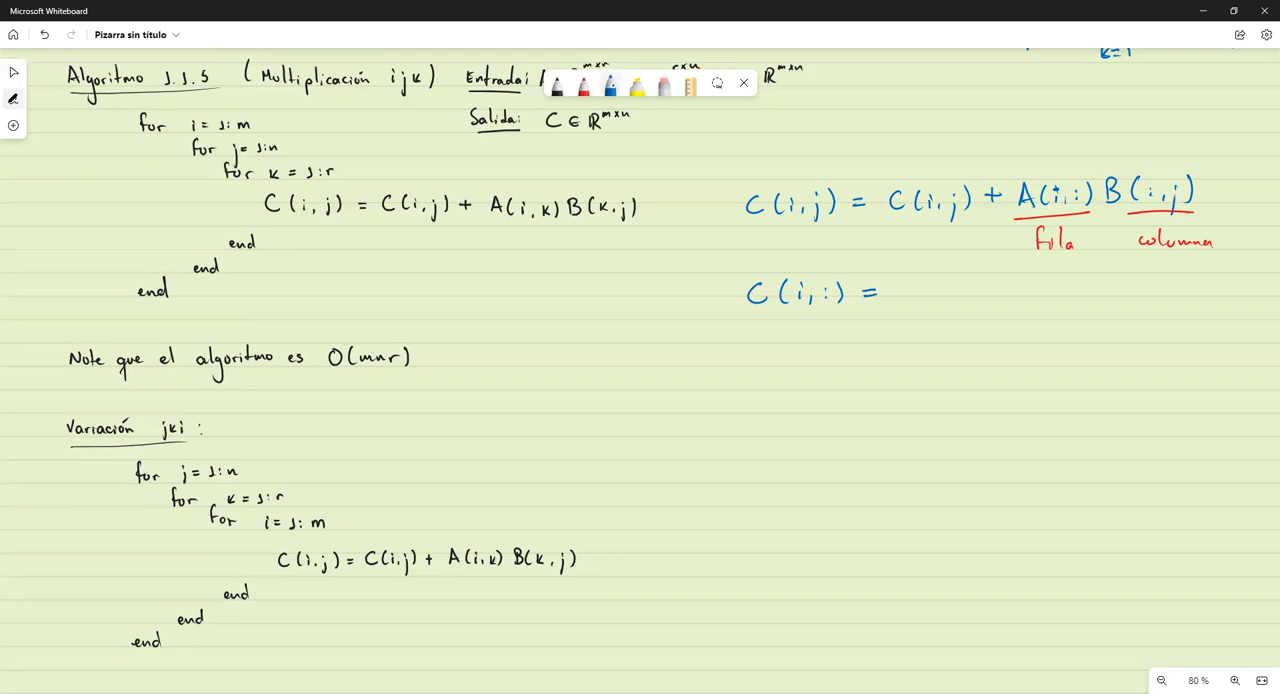 Microsoft Whiteboard
Pizarra sin título
k=1
Algoritmo 1.1.5 (Multiplicación ijk) Entrada: ℝ^{m×n}
Salida: C ∈ ℝ^{m×n}
for i = 1:m
for j = 1:n
for k = 1:r
C(i,j) = C(i,j) + A(i,k)B(k,j)
end
end
end
C(i,j) = C(i,j) + A(i,:) B(:,j)
fila columna
C(i,:) =
Note que el algoritmo es O(mnr)
Variación jki:
for j = 1:n
for k = 1:r
for i = 1:m
C(i,j) = C(i,j) + A(i,k) B(k,j)
end
end
end
80 %